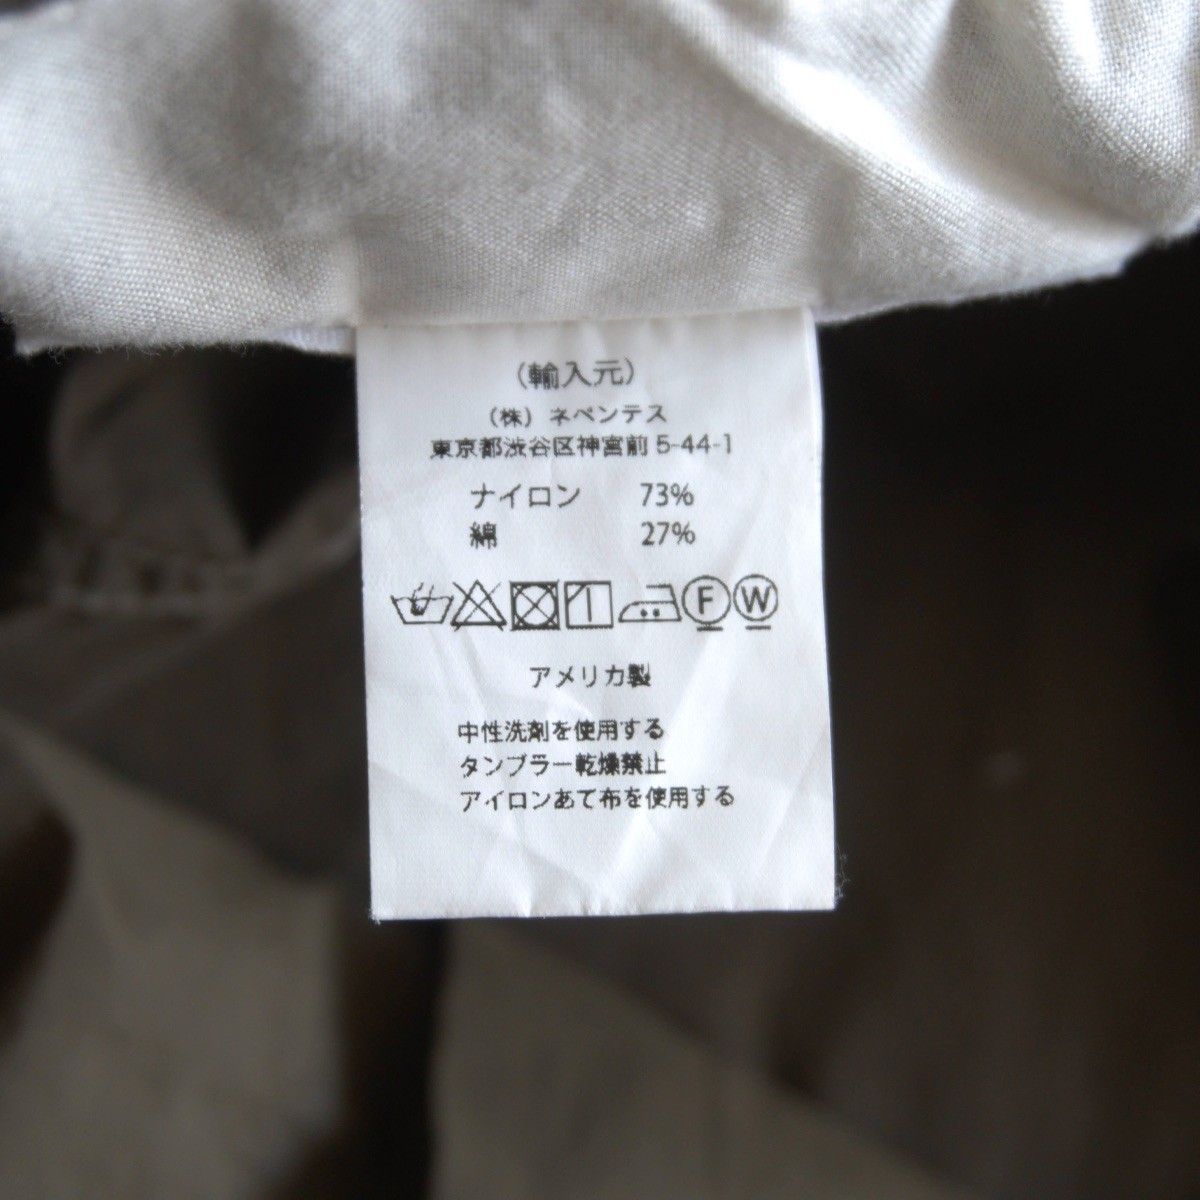 （輸入元）
（株）ネペンテス
東京都渋谷区神宮前 5-44-1
ナイロン 73%
綿 27%
F W
アメリカ製
中性洗剤を使用する
タンブラー乾燥禁止
アイロンあて布を使用する